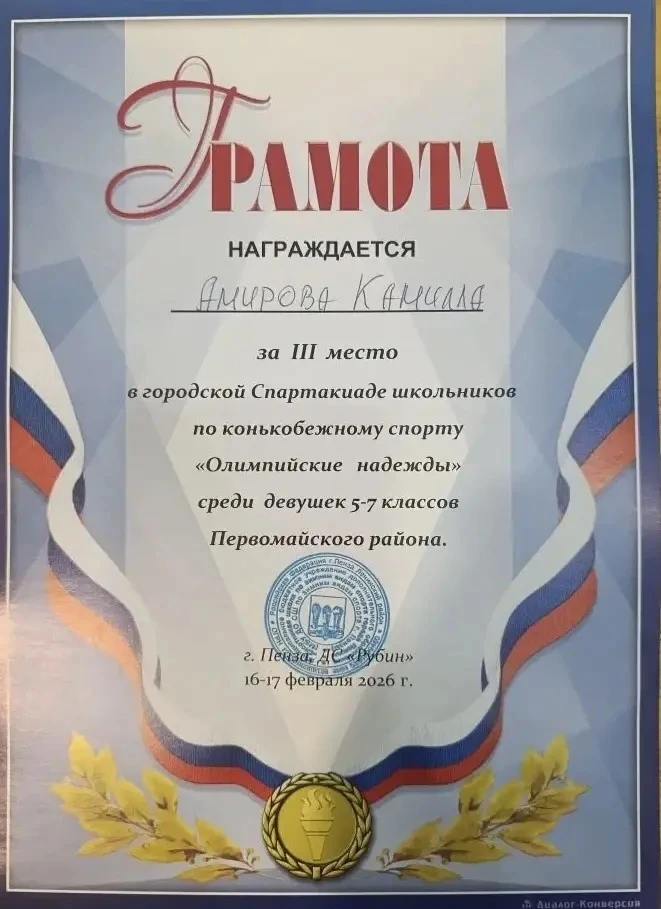 ГРАМОТА
НАГРАЖДАЕТСЯ
АМИРОВА КАМИЛЛА
за III место
в городской Спартакиаде школьников
по конькобежному спорту
«Олимпийские надежды»
среди девушек 5-7 классов
Первомайского района.
г. Пенза, ДС «Рубин»
16-17 февраля 2026 г.
Диалог-Конверсия